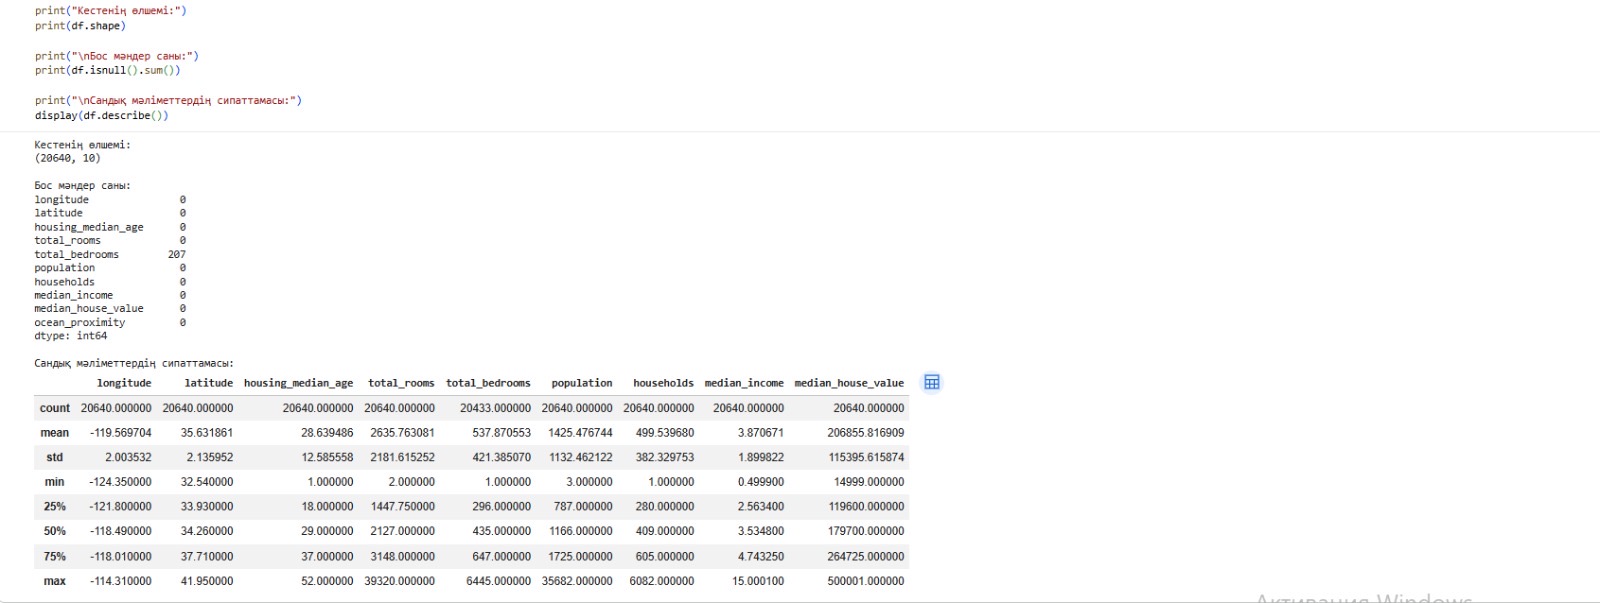 print("Кестенің өлшемі:")
print(df.shape)
print("\nБос мәндер саны:")
print(df.isnull().sum())
print("\nСандық мәліметтердің сипаттамасы:")
display(df.describe())
Кестенің өлшемі:
(20640, 10)
Бос мәндер саны:
longitude 0
latitude 0
housing_median_age 0
total_rooms 0
total_bedrooms 207
population 0
households 0
median_income 0
median_house_value 0
ocean_proximity 0
dtype: int64
Сандық мәліметтердің сипаттамасы:
longitude latitude housing_median_age total_rooms total_bedrooms population households median_income median_house_value
count 20640.000000 20640.000000 20640.000000 20640.000000 20433.000000 20640.000000 20640.000000 20640.000000 20640.000000
mean -119.569704 35.631861 28.639486 2635.763081 537.870553 1425.476744 499.539680 3.870671 206855.816909
std 2.003532 2.135952 12.585558 2181.615252 421.385070 1132.462122 382.329753 1.899822 115395.615874
min -124.350000 32.540000 1.000000 2.000000 1.000000 3.000000 1.000000 0.499900 14999.000000
25% -121.800000 33.930000 18.000000 1447.750000 296.000000 787.000000 280.000000 2.563400 119600.000000
50% -118.490000 34.260000 29.000000 2127.000000 435.000000 1166.000000 409.000000 3.534800 179700.000000
75% -118.010000 37.710000 37.000000 3148.000000 647.000000 1725.000000 605.000000 4.743250 264725.000000
max -114.310000 41.950000 52.000000 39320.000000 6445.000000 35682.000000 6082.000000 15.000100 500001.000000
Активация Windows